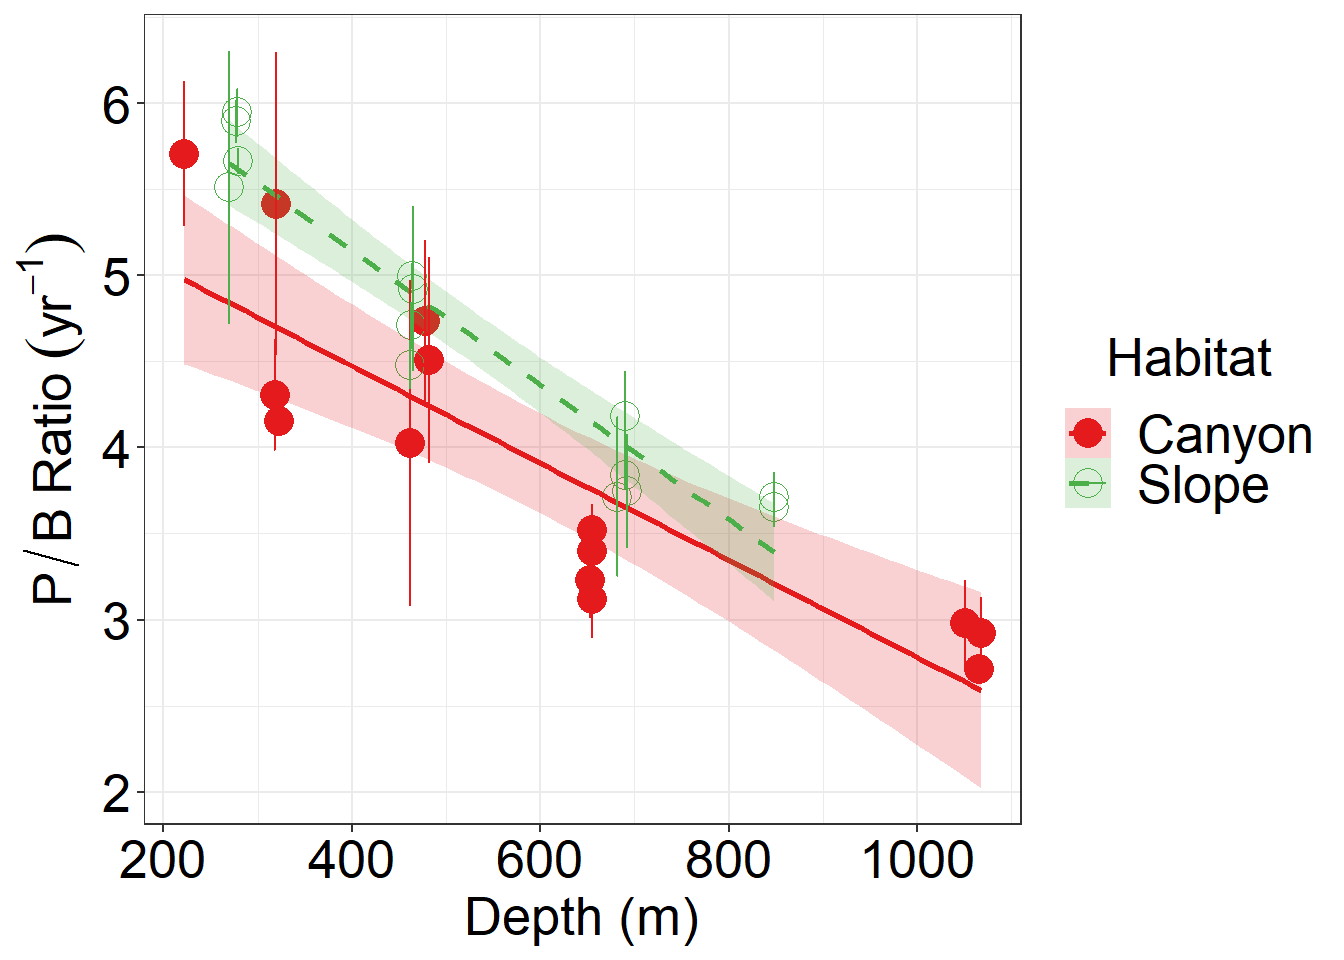 6
5
4
3
2
P / B Ratio (yr⁻¹)
200 400 600 800 1000
Depth (m)
Habitat
Canyon
Slope